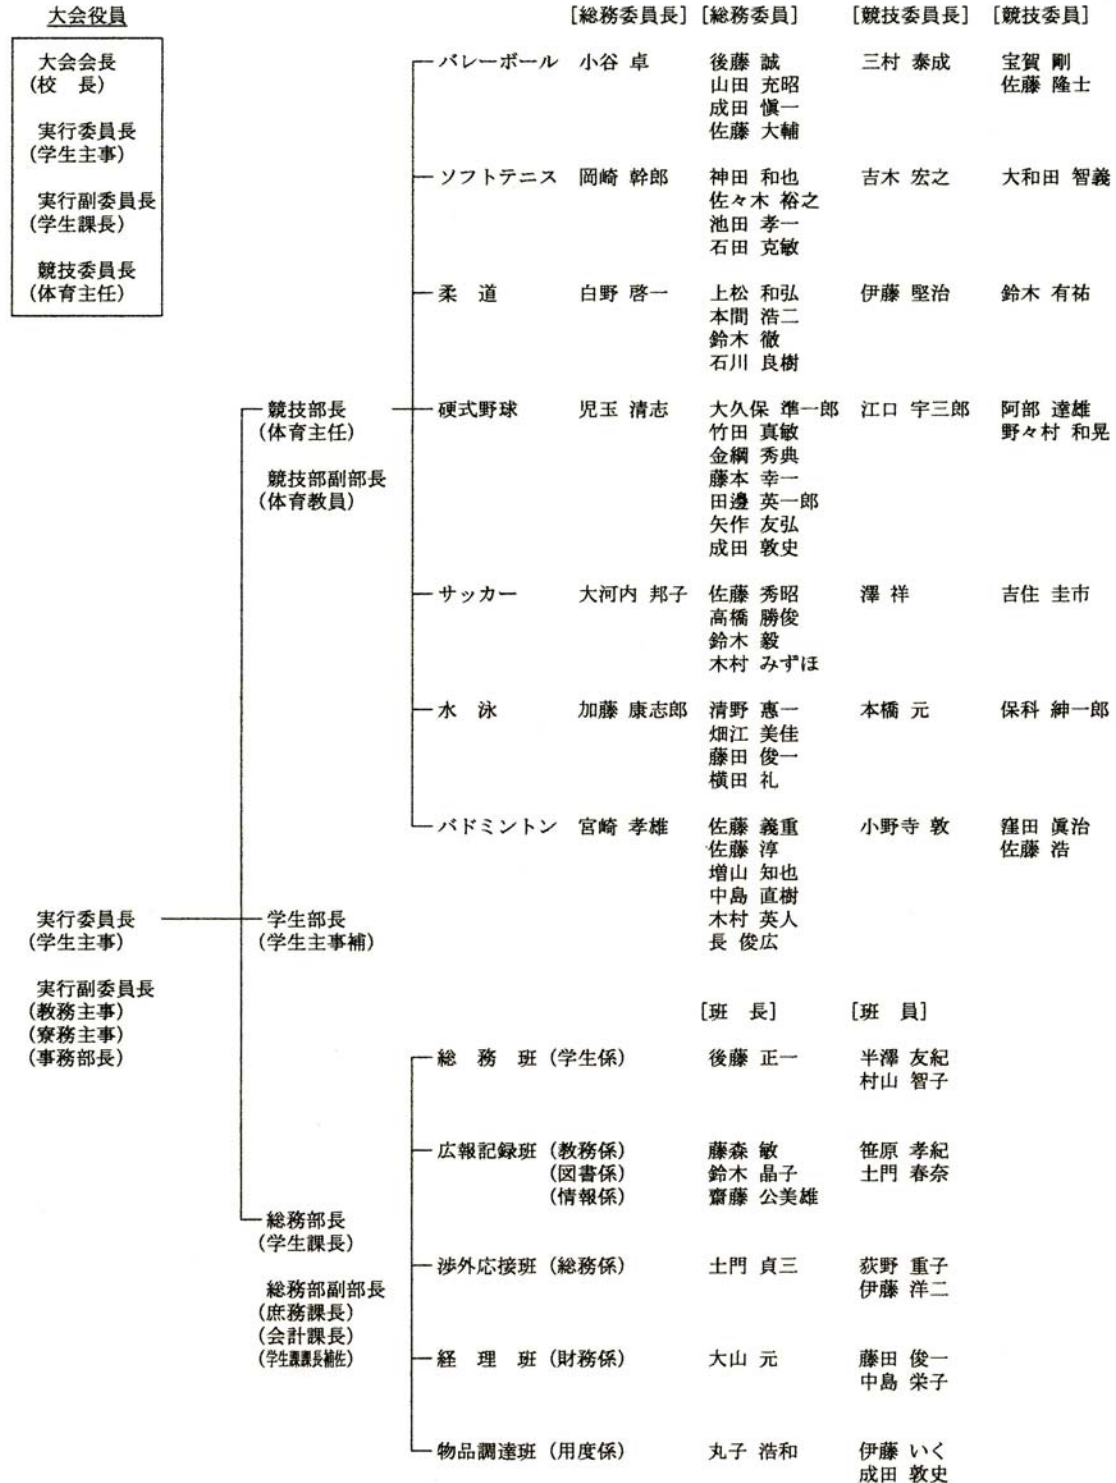 大会役員
大会会長
(校　長)
実行委員長
(学生主事)
実行副委員長
(学生課長)
競技委員長
(体育主任)
[総務委員長] [総務委員] [競技委員長] [競技委員]
バレーボール 小谷 卓 後藤 誠 三村 泰成 宝賀 剛
山田 充昭 佐藤 隆士
成田 愼一
佐藤 大輔
ソフトテニス 岡崎 幹郎 神田 和也 吉木 宏之 大和田 智義
佐々木 裕之
池田 孝一
石田 克敏
柔　道 白野 啓一 上松 和弘 伊藤 堅治 鈴木 有祐
本間 浩二
鈴木 徹
石川 良樹
競技部長
(体育主任)
競技部副部長
(体育教員)
硬式野球 児玉 清志 大久保 準一郎 江口 宇三郎 阿部 達雄
竹田 真敏 野々村 和晃
金綱 秀典
藤本 幸一
田邊 英一郎
矢作 友弘
成田 敦史
サッカー 大河内 邦子 佐藤 秀昭 澤 祥 吉住 圭市
高橋 勝俊
鈴木 毅
木村 みずほ
水　泳 加藤 康志郎 清野 惠一 本橋 元 保科 紳一郎
畑江 美佳
藤田 俊一
横田 礼
バドミントン 宮崎 孝雄 佐藤 義重 小野寺 敦 窪田 眞治
佐藤 淳 佐藤 浩
増山 知也
中島 直樹
木村 英人
長 俊広
実行委員長
(学生主事)
実行副委員長
(教務主事)
(寮務主事)
(事務部長)
学生部長
(学生主事補)
[班　長] [班　員]
総　務　班 (学生係) 後藤 正一 半澤 友紀
村山 智子
広報記録班 (教務係) 藤森 敏 笹原 孝紀
(図書係) 鈴木 晶子 土門 春奈
(情報係) 齋藤 公美雄
総務部長
(学生課長)
総務部副部長
(庶務課長)
(会計課長)
(学生課課長補佐)
渉外応接班 (総務係) 土門 貞三 荻野 重子
伊藤 洋二
経　理　班 (財務係) 大山 元 藤田 俊一
中島 栄子
物品調達班 (用度係) 丸子 浩和 伊藤 いく
成田 敦史